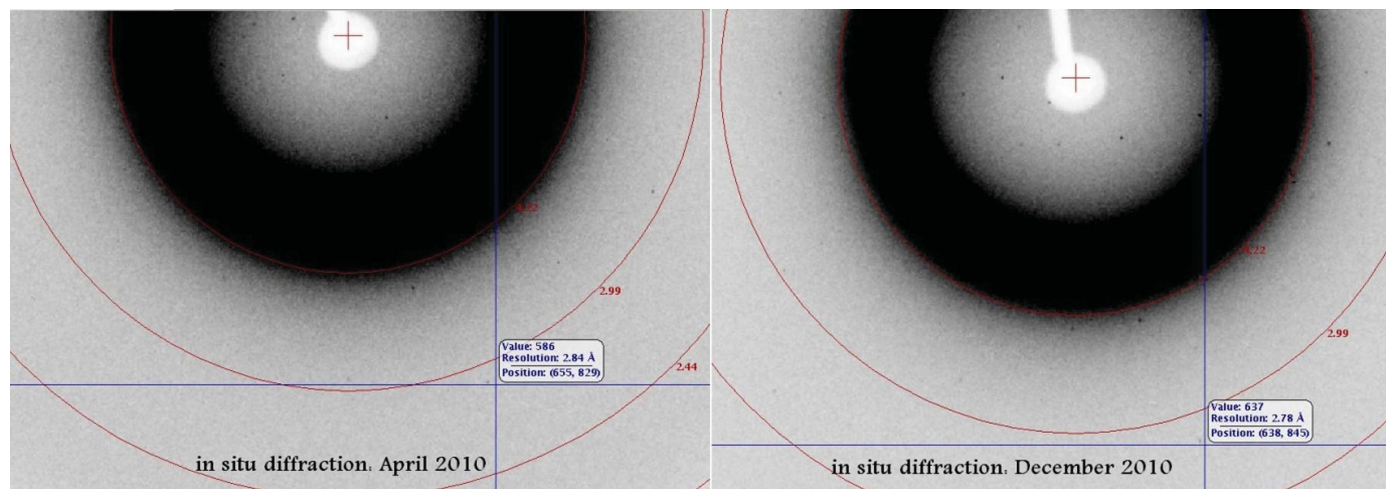 4.22
2.99
2.44
Value: 586
Resolution: 2.84 Å
Position: (655, 829)
in situ diffraction: April 2010
4.22
2.99
Value: 637
Resolution: 2.78 Å
Position: (638, 845)
in situ diffraction: December 2010